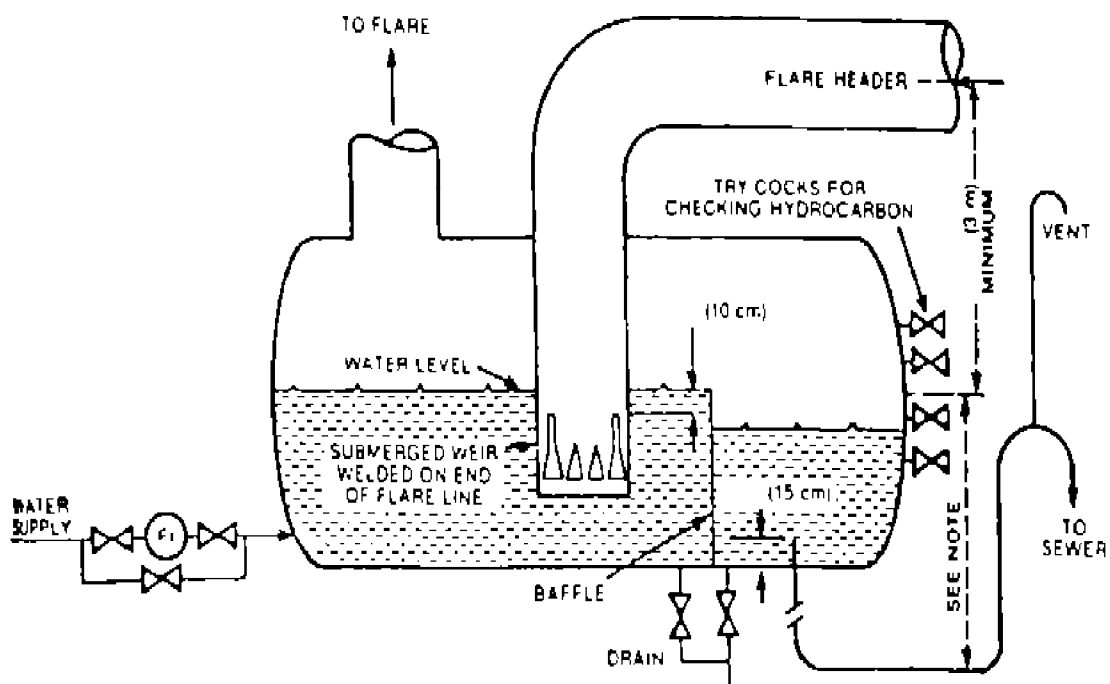 TO FLARE
FLARE HEADER
TRY COCKS FOR
CHECKING HYDROCARBON
(3 m)
MINIMUM
VENT
(10 cm)
WATER LEVEL
SUBMERGED WEIR
WELDED ON END
OF FLARE LINE
(15 cm)
WATER
SUPPLY
FI
BAFFLE
DRAIN
SEE NOTE
TO
SEWER